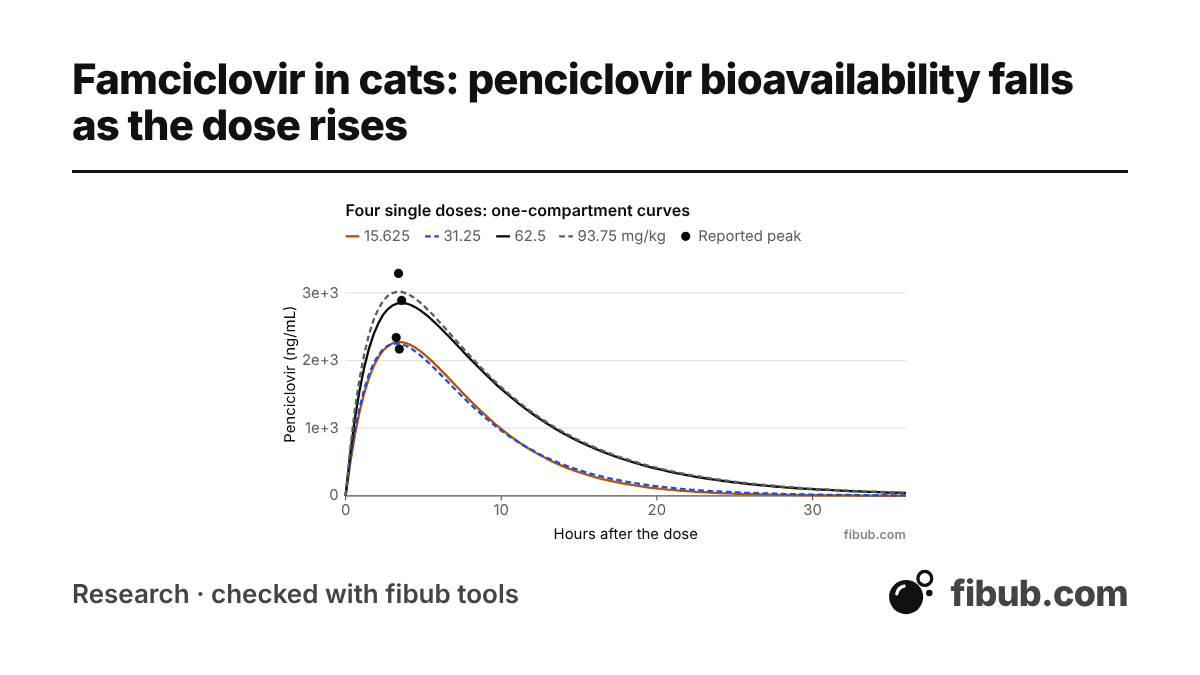 Famciclovir in cats: penciclovir bioavailability falls
as the dose rises
Four single doses: one-compartment curves
15.625 31.25 62.5 93.75 mg/kg Reported peak
Penciclovir (ng/mL)
3e+3
2e+3
1e+3
0
0 10 20 30
Hours after the dose
fibub.com
Research · checked with fibub tools
fibub.com